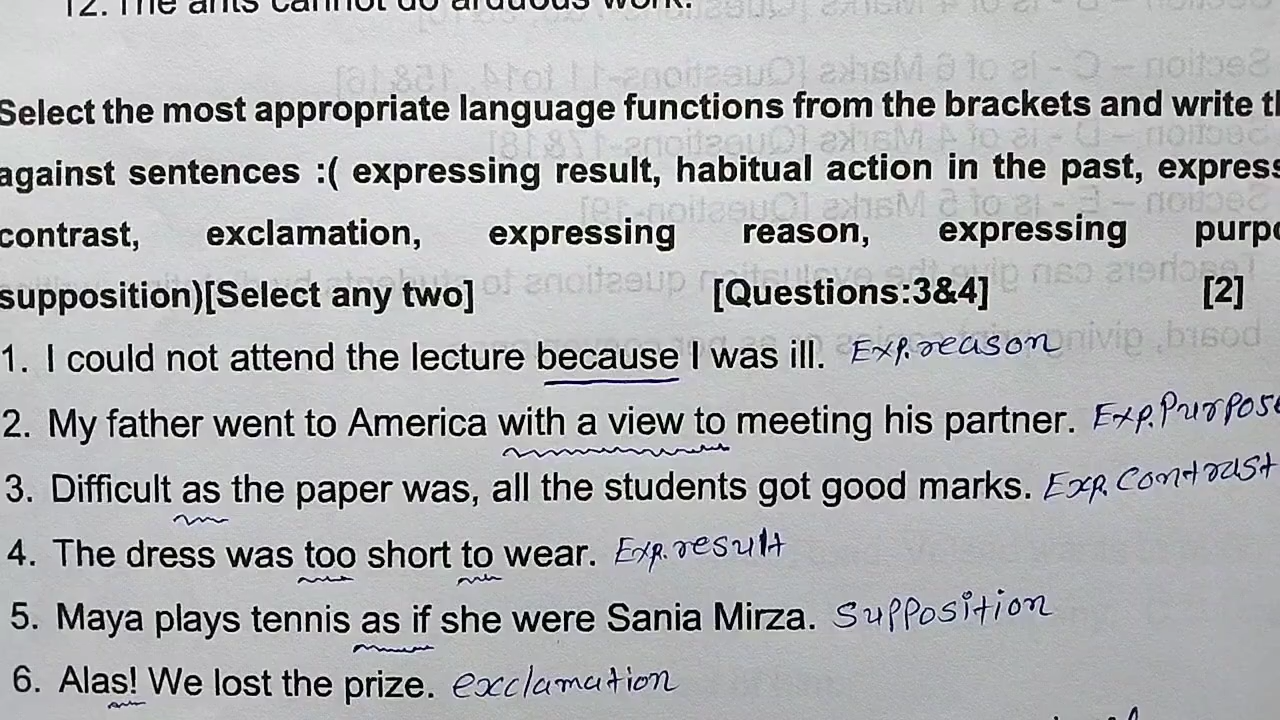 12. The ants cannot do arduous work.
Select the most appropriate language functions from the brackets and write th
against sentences :( expressing result, habitual action in the past, express
contrast, exclamation, expressing reason, expressing purpo
supposition)[Select any two] [Questions:3&4] [2]
1. I could not attend the lecture because I was ill. Exp.reason
2. My father went to America with a view to meeting his partner. Exp.Purpose
3. Difficult as the paper was, all the students got good marks. Exp. Contrast
4. The dress was too short to wear. Exp.result
5. Maya plays tennis as if she were Sania Mirza. Supposition
6. Alas! We lost the prize. exclamation